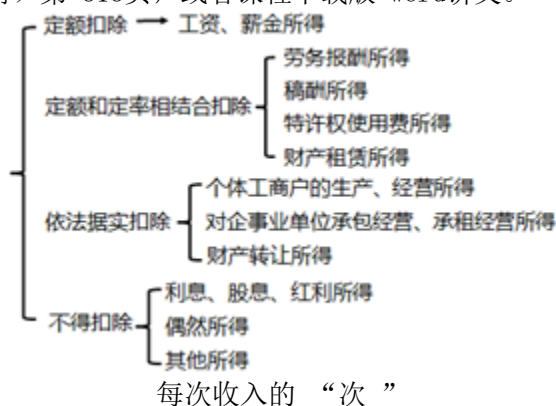 定额扣除 工资、薪金所得
定额和定率相结合扣除
劳务报酬所得
稿酬所得
特许权使用费所得
财产租赁所得
依法据实扣除
个体工商户的生产、经营所得
对企事业单位承包经营、承租经营所得
财产转让所得
不得扣除
利息、股息、红利所得
偶然所得
其他所得
每次收入的 “次 ”